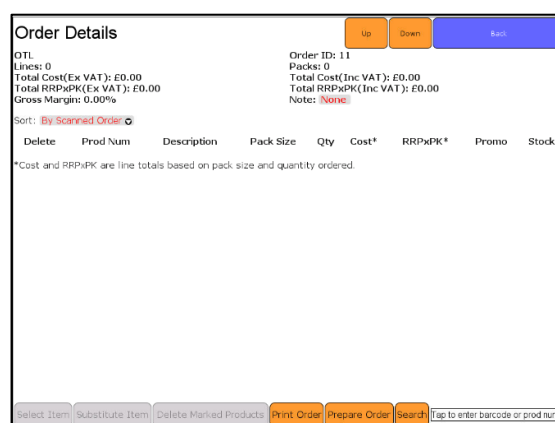 Order Details
Up Down Back
OTL Order ID: 11
Lines: 0 Packs: 0
Total Cost(Ex VAT): £0.00 Total Cost(Inc VAT): £0.00
Total RRPxPK(Ex VAT): £0.00 Total RRPxPK(Inc VAT): £0.00
Gross Margin: 0.00% Note: None
Sort: By Scanned Order
Delete Prod Num Description Pack Size Qty Cost* RRPxPK* Promo Stock
*Cost and RRPxPK are line totals based on pack size and quantity ordered.
Select Item Substitute Item Delete Marked Products Print Order Prepare Order Search Tap to enter barcode or prod num